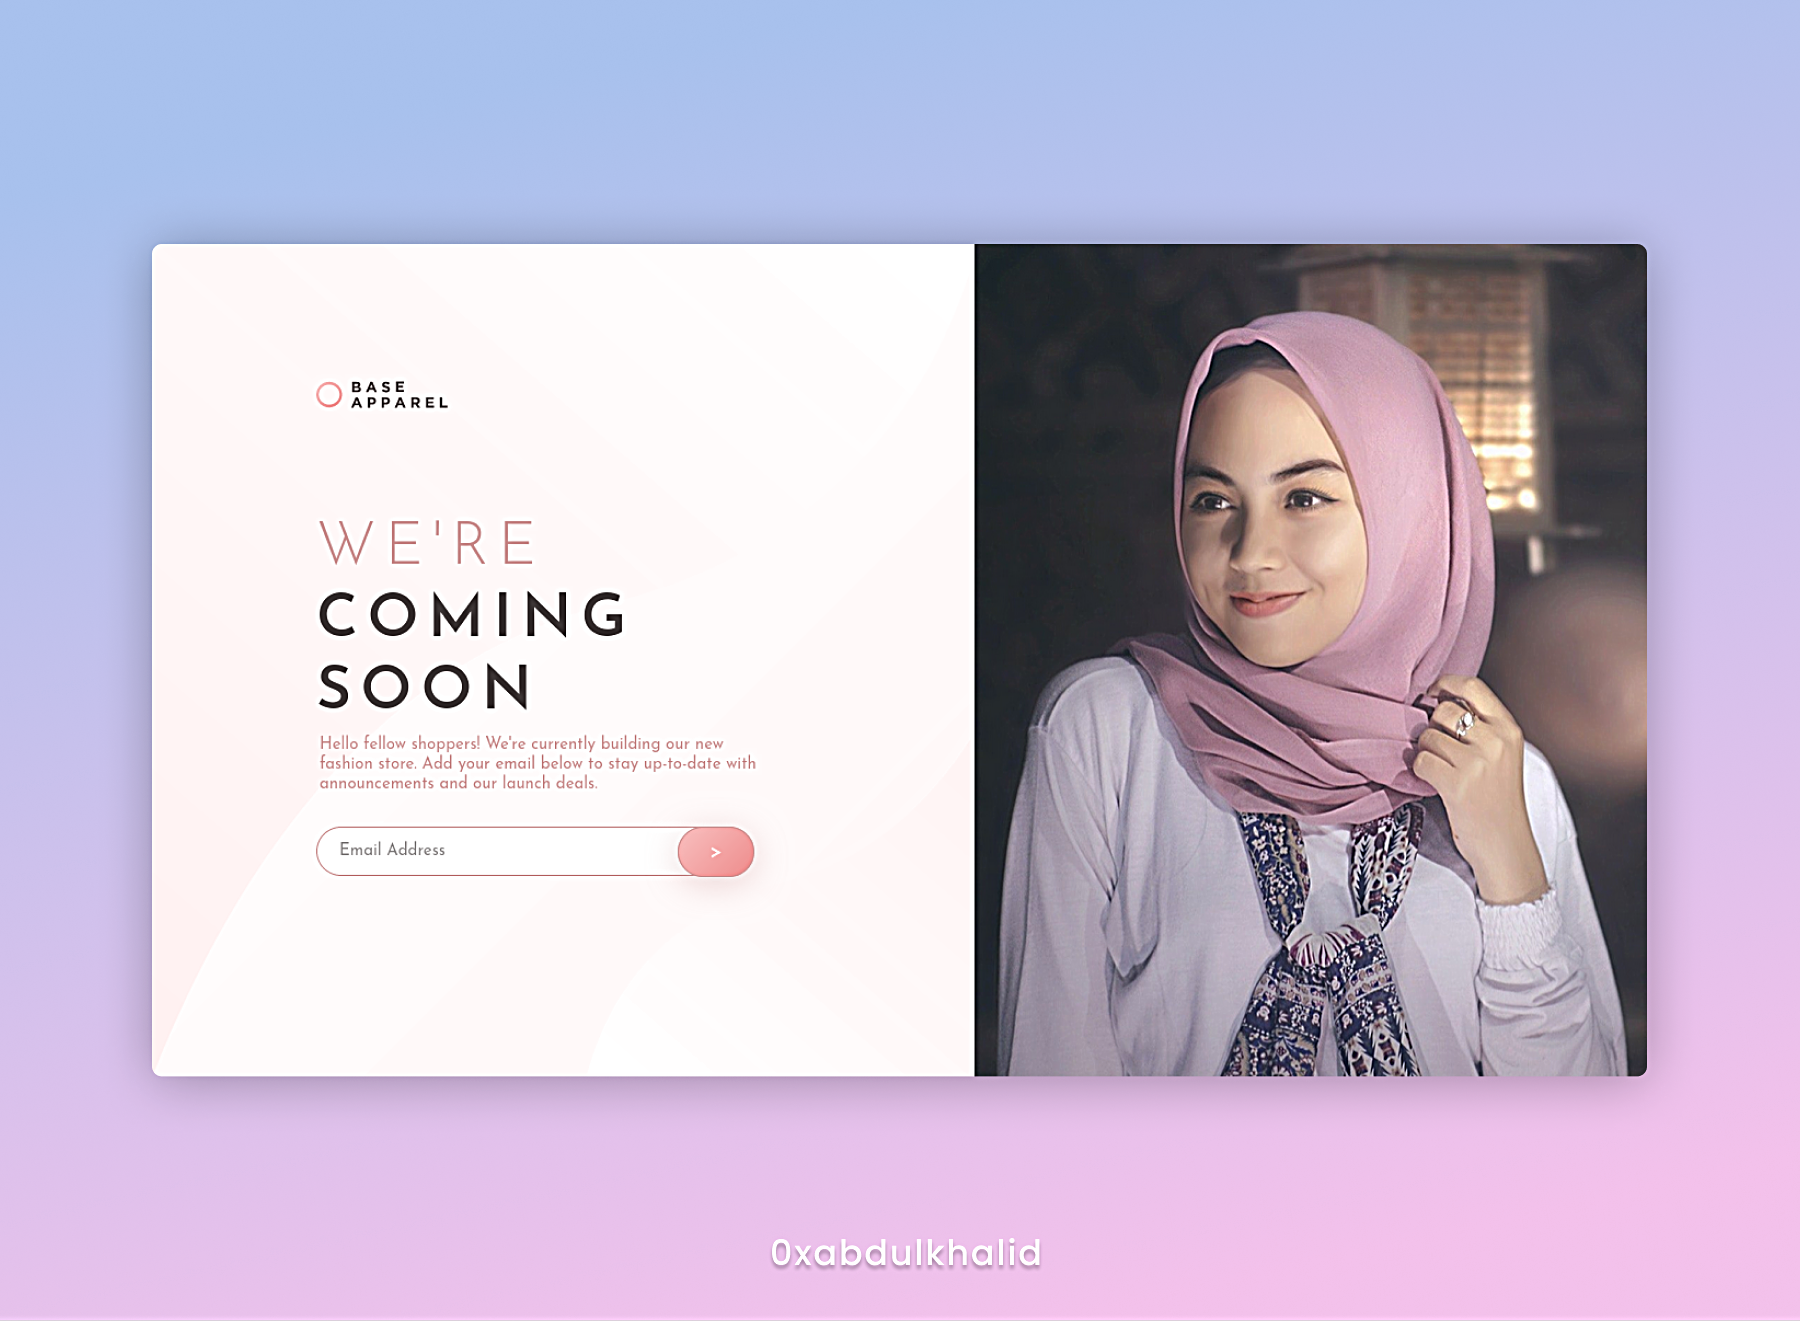 BASE
APPAREL
WE'RE
COMING
SOON
Hello fellow shoppers! We're currently building our new
fashion store. Add your email below to stay up-to-date with
announcements and our launch deals.
Email Address
>
0xabdulkhalid